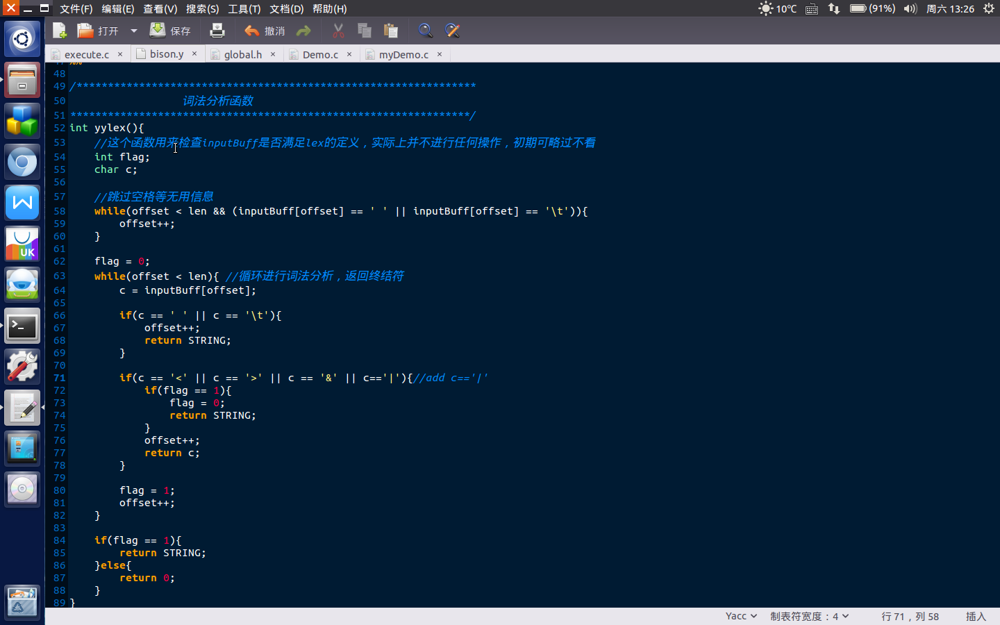 文件(F) 编辑(E) 查看(V) 搜索(S) 工具(T) 文档(D) 帮助(H) 10℃ (91%) 周六 13:26
打开 保存 撤消
execute.c × bison.y × global.h × Demo.c × myDemo.c ×
47 %%
48
49 /****************************************************************
50 词法分析函数
51 ****************************************************************/
52 int yylex(){
53 //这个函数用来检查inputBuff是否满足lex的定义，实际上并不进行任何操作，初期可略过不看
54 int flag;
55 char c;
56
57 //跳过空格等无用信息
58 while(offset < len && (inputBuff[offset] == ' ' || inputBuff[offset] == '\t')){
59 offset++;
60 }
61
62 flag = 0;
63 while(offset < len){ //循环进行词法分析，返回终结符
64 c = inputBuff[offset];
65
66 if(c == ' ' || c == '\t'){
67 offset++;
68 return STRING;
69 }
70
71 if(c == '<' || c == '>' || c == '&' || c=='|'){//add c=='|'
72 if(flag == 1){
73 flag = 0;
74 return STRING;
75 }
76 offset++;
77 return c;
78 }
79
80 flag = 1;
81 offset++;
82 }
83
84 if(flag == 1){
85 return STRING;
86 }else{
87 return 0;
88 }
89 }
UK
Yacc 制表符宽度：4 行 71，列 58 插入